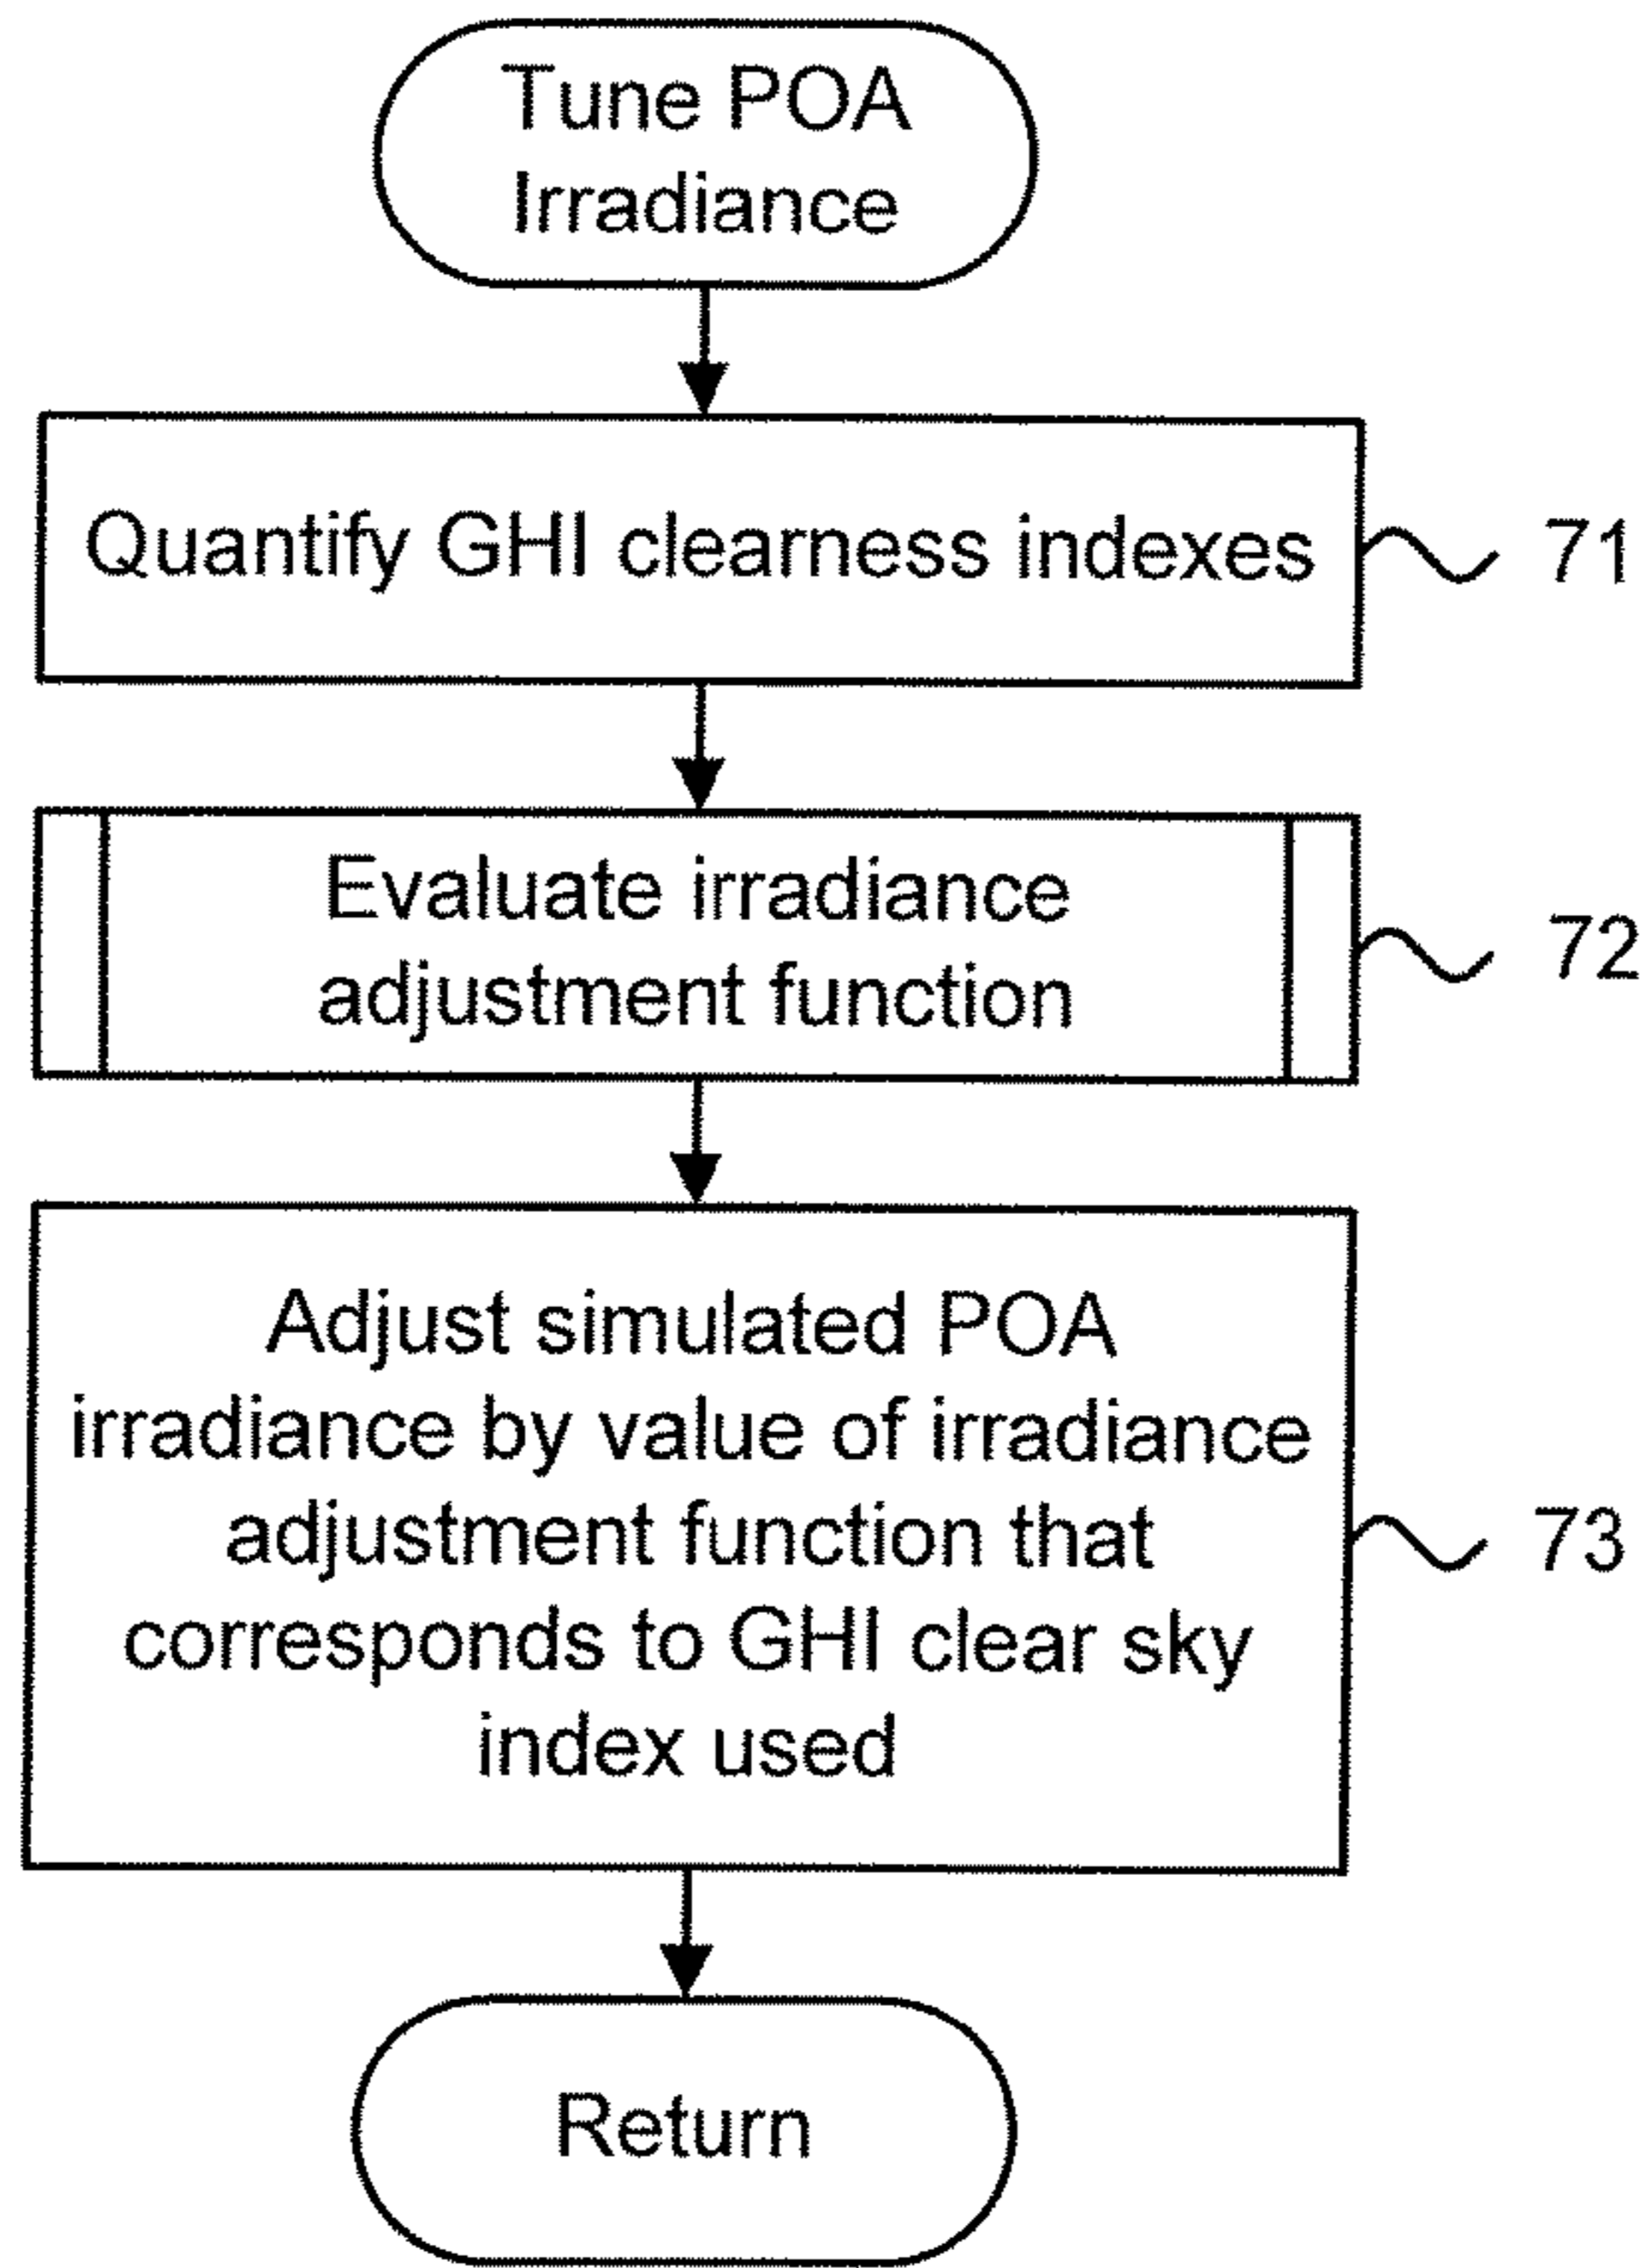 Tune POA
Irradiance
Quantify GHI clearness indexes
71
Evaluate irradiance
adjustment function
72
Adjust simulated POA
irradiance by value of irradiance
adjustment function that
corresponds to GHI clear sky
index used
73
Return